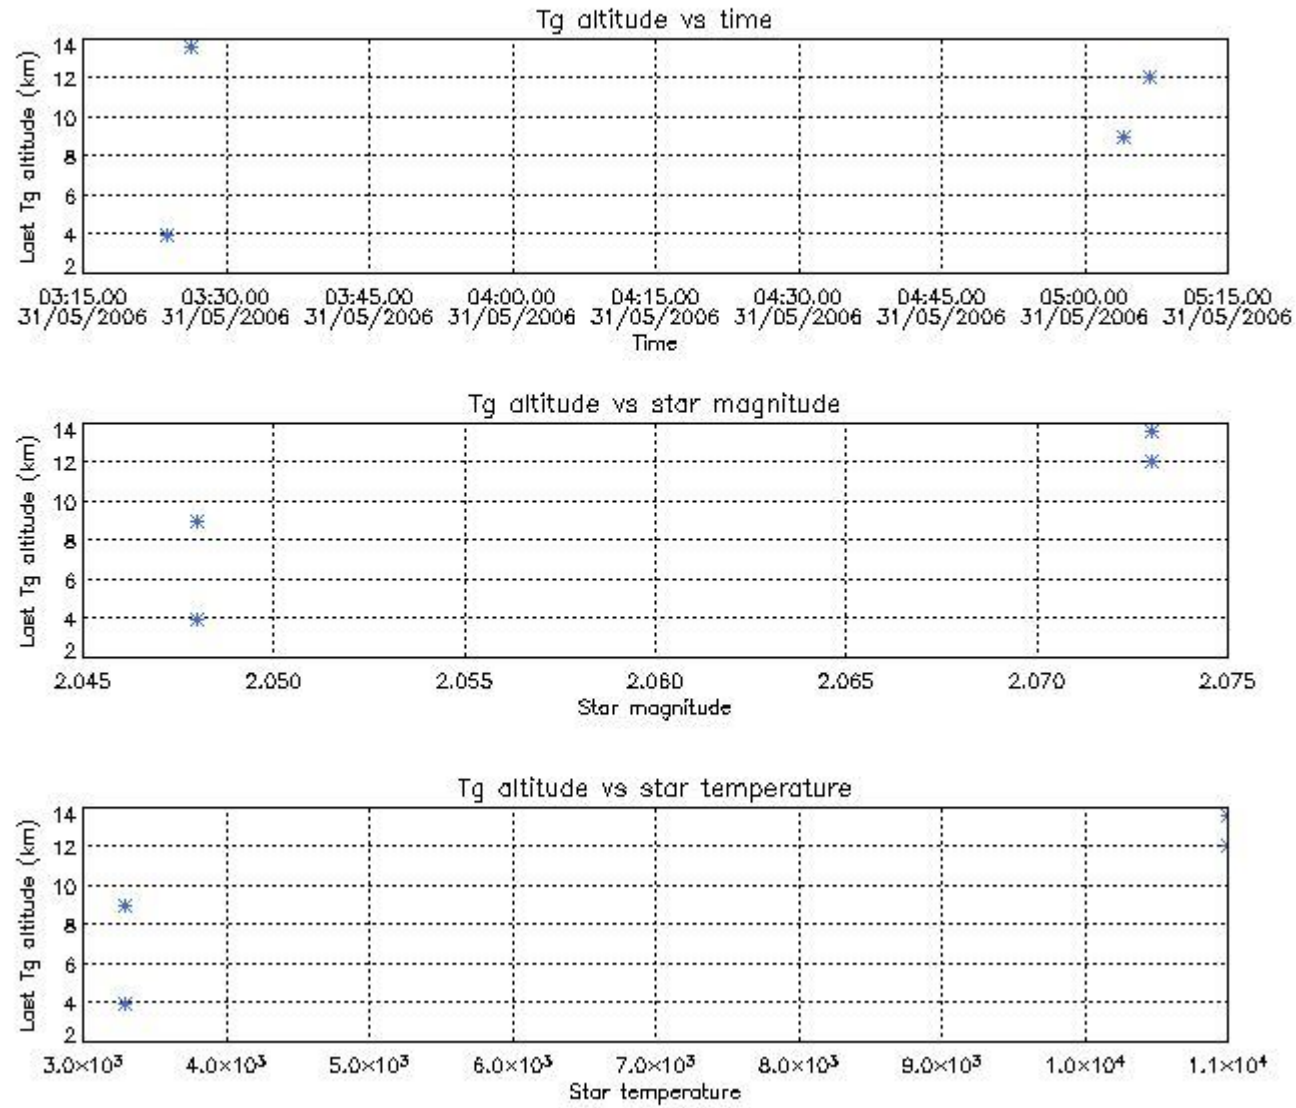 Tg altitude vs time
Last Tg altitude (km)
14
12
10
8
6
4
2
03:15.00 03:30.00 03:45.00 04:00.00 04:15.00 04:30.00 04:45.00 05:00.00 05:15.00
31/05/2006 31/05/2006 31/05/2006 31/05/2006 31/05/2006 31/05/2006 31/05/2006 31/05/2006 31/05/2006
Time
Tg altitude vs star magnitude
Last Tg altitude (km)
14
12
10
8
6
4
2
2.045 2.050 2.055 2.060 2.065 2.070 2.075
Star magnitude
Tg altitude vs star temperature
Last Tg altitude (km)
14
12
10
8
6
4
2
3.0×10³ 4.0×10³ 5.0×10³ 6.0×10³ 7.0×10³ 8.0×10³ 9.0×10³ 1.0×10⁴ 1.1×10⁴
Star temperature